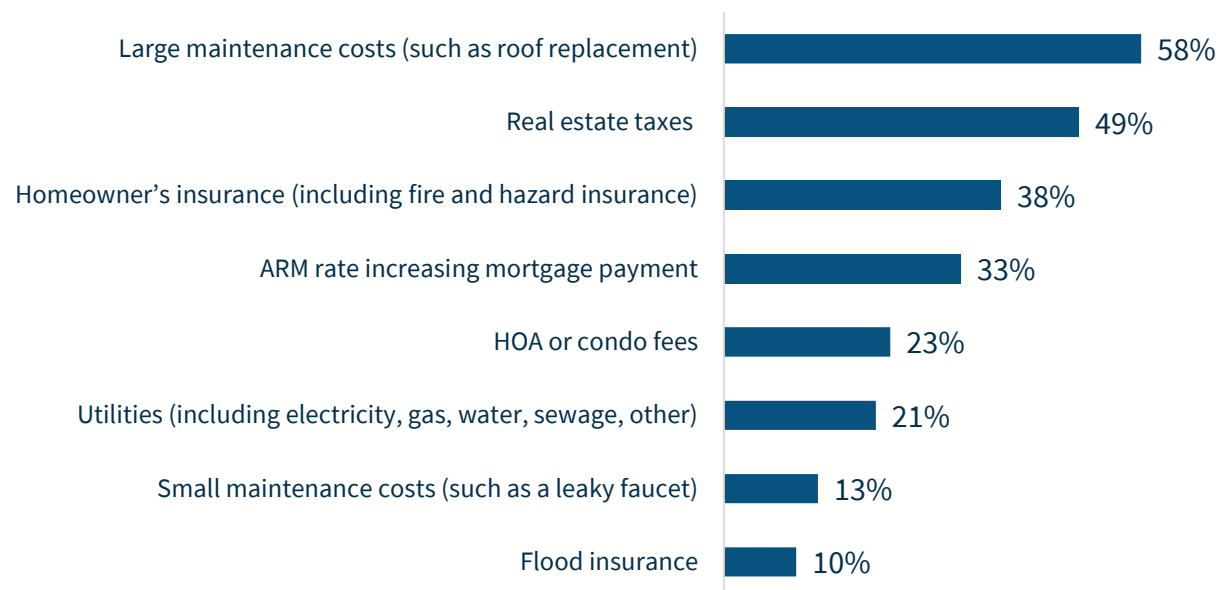 Large maintenance costs (such as roof replacement) 58%
Real estate taxes 49%
Homeowner’s insurance (including fire and hazard insurance) 38%
ARM rate increasing mortgage payment 33%
HOA or condo fees 23%
Utilities (including electricity, gas, water, sewage, other) 21%
Small maintenance costs (such as a leaky faucet) 13%
Flood insurance 10%